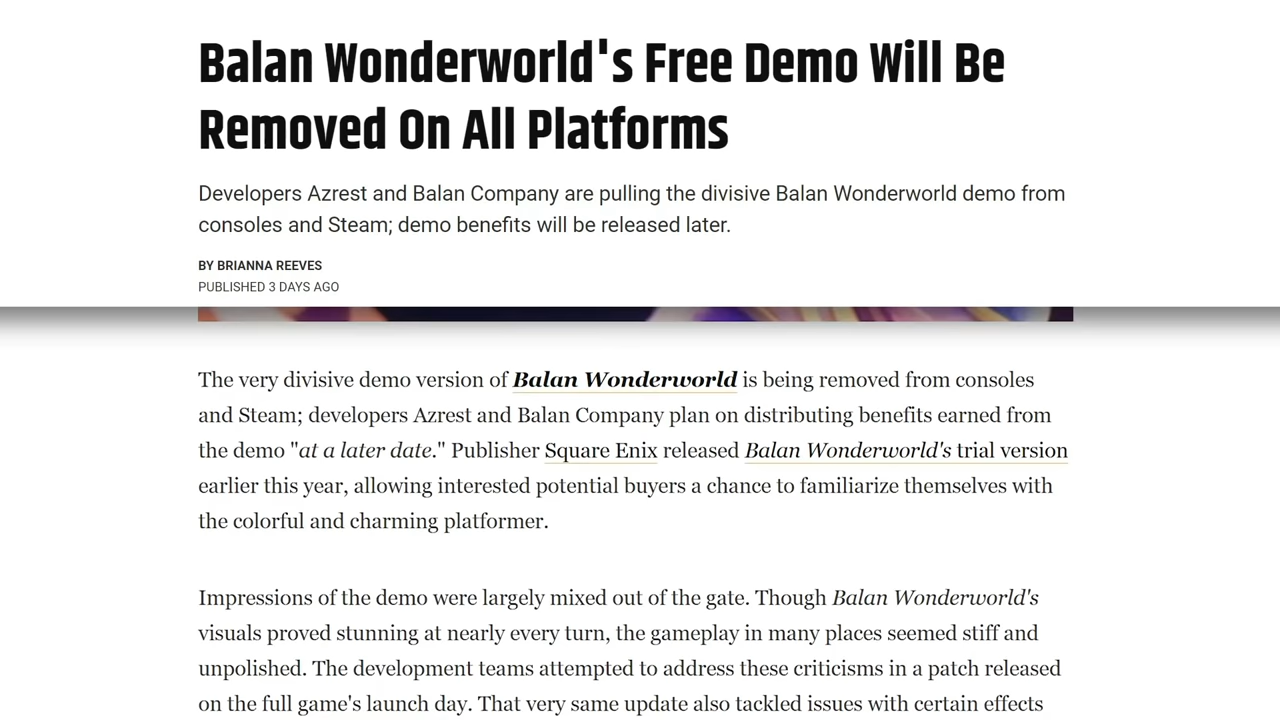 Balan Wonderworld's Free Demo Will Be
Removed On All Platforms
Developers Azrest and Balan Company are pulling the divisive Balan Wonderworld demo from
consoles and Steam; demo benefits will be released later.
BY BRIANNA REEVES
PUBLISHED 3 DAYS AGO
The very divisive demo version of Balan Wonderworld is being removed from consoles
and Steam; developers Azrest and Balan Company plan on distributing benefits earned from
the demo "at a later date." Publisher Square Enix released Balan Wonderworld's trial version
earlier this year, allowing interested potential buyers a chance to familiarize themselves with
the colorful and charming platformer.
Impressions of the demo were largely mixed out of the gate. Though Balan Wonderworld's
visuals proved stunning at nearly every turn, the gameplay in many places seemed stiff and
unpolished. The development teams attempted to address these criticisms in a patch released
on the full game's launch day. That very same update also tackled issues with certain effects